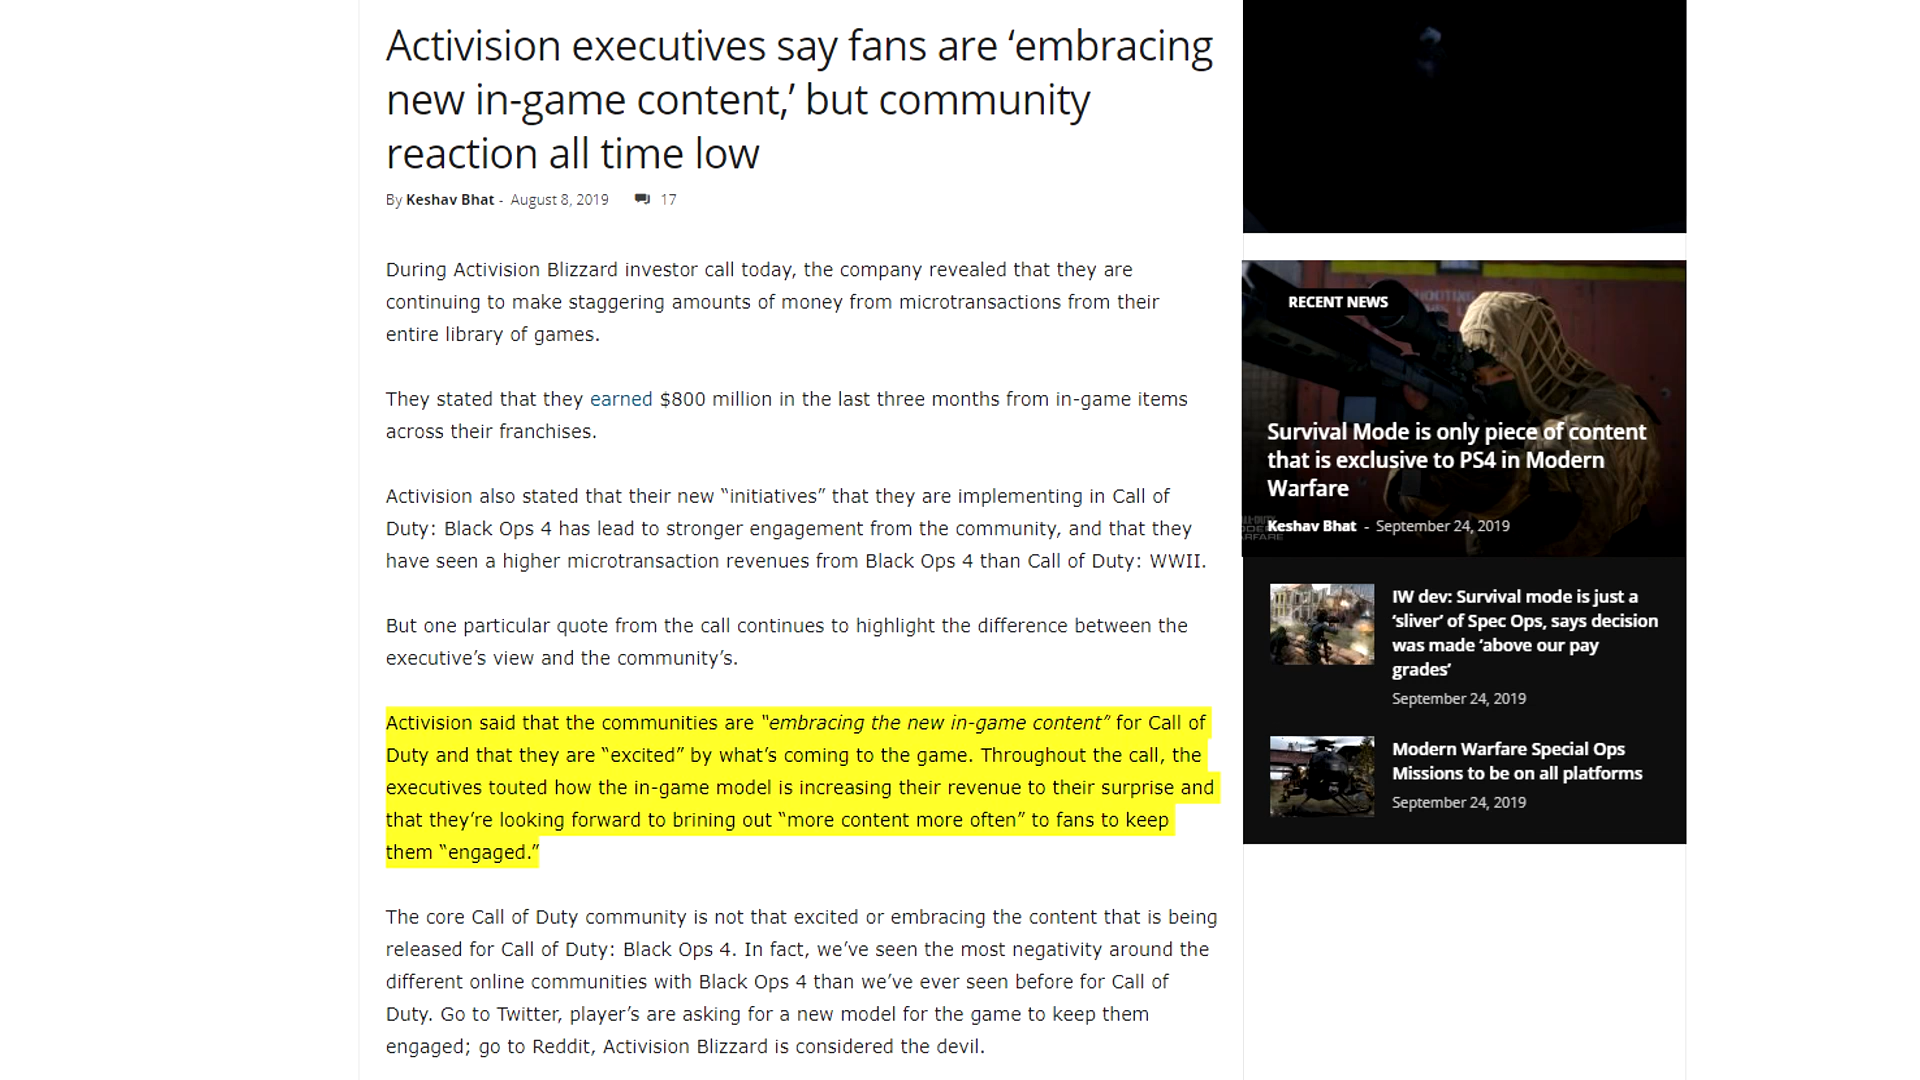 Activision executives say fans are ‘embracing
new in-game content,’ but community
reaction all time low
By Keshav Bhat - August 8, 2019 17
During Activision Blizzard investor call today, the company revealed that they are
continuing to make staggering amounts of money from microtransactions from their
entire library of games.
They stated that they earned $800 million in the last three months from in-game items
across their franchises.
Activision also stated that their new “initiatives” that they are implementing in Call of
Duty: Black Ops 4 has lead to stronger engagement from the community, and that they
have seen a higher microtransaction revenues from Black Ops 4 than Call of Duty: WWII.
But one particular quote from the call continues to highlight the difference between the
executive’s view and the community’s.
Activision said that the communities are “embracing the new in-game content” for Call of
Duty and that they are “excited” by what’s coming to the game. Throughout the call, the
executives touted how the in-game model is increasing their revenue to their surprise and
that they’re looking forward to brining out “more content more often” to fans to keep
them “engaged.”
The core Call of Duty community is not that excited or embracing the content that is being
released for Call of Duty: Black Ops 4. In fact, we’ve seen the most negativity around the
different online communities with Black Ops 4 than we’ve ever seen before for Call of
Duty. Go to Twitter, player’s are asking for a new model for the game to keep them
engaged; go to Reddit, Activision Blizzard is considered the devil.
RECENT NEWS
Survival Mode is only piece of content
that is exclusive to PS4 in Modern
Warfare
Keshav Bhat - September 24, 2019
IW dev: Survival mode is just a
‘sliver’ of Spec Ops, says decision
was made ‘above our pay
grades’
September 24, 2019
Modern Warfare Special Ops
Missions to be on all platforms
September 24, 2019